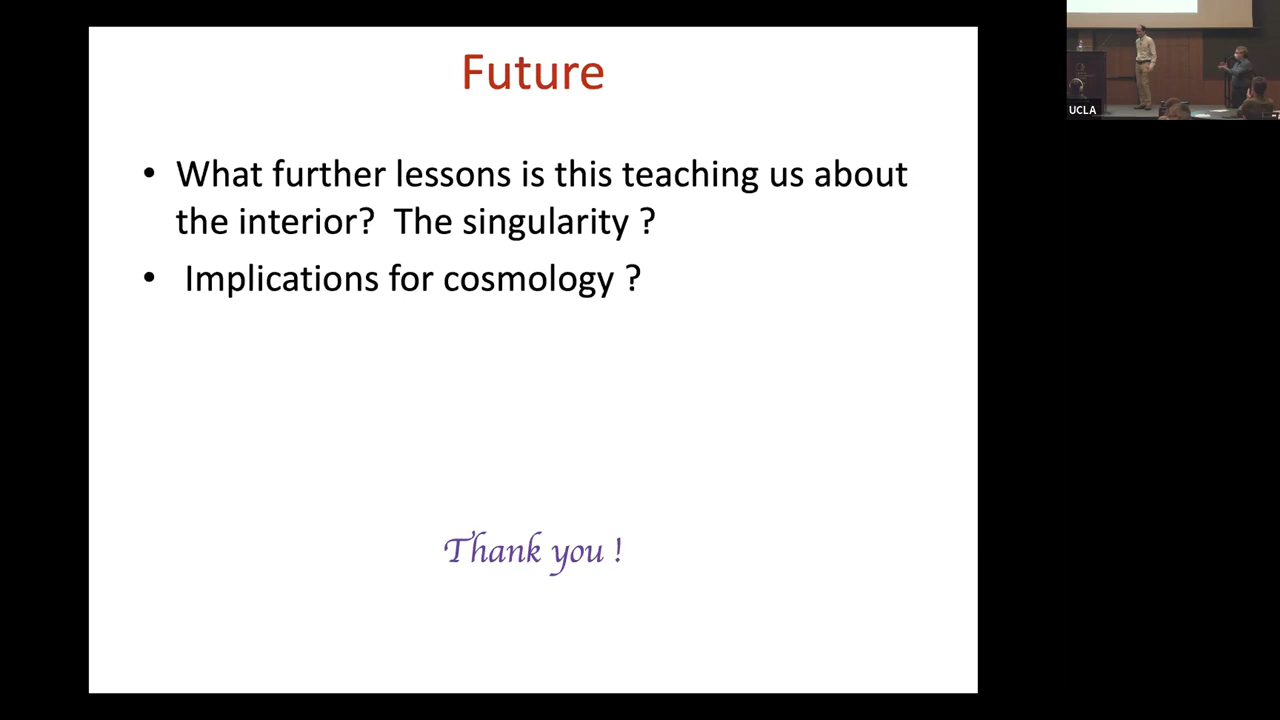 Future
• What further lessons is this teaching us about
the interior? The singularity ?
• Implications for cosmology ?
Thank you !
UCLA